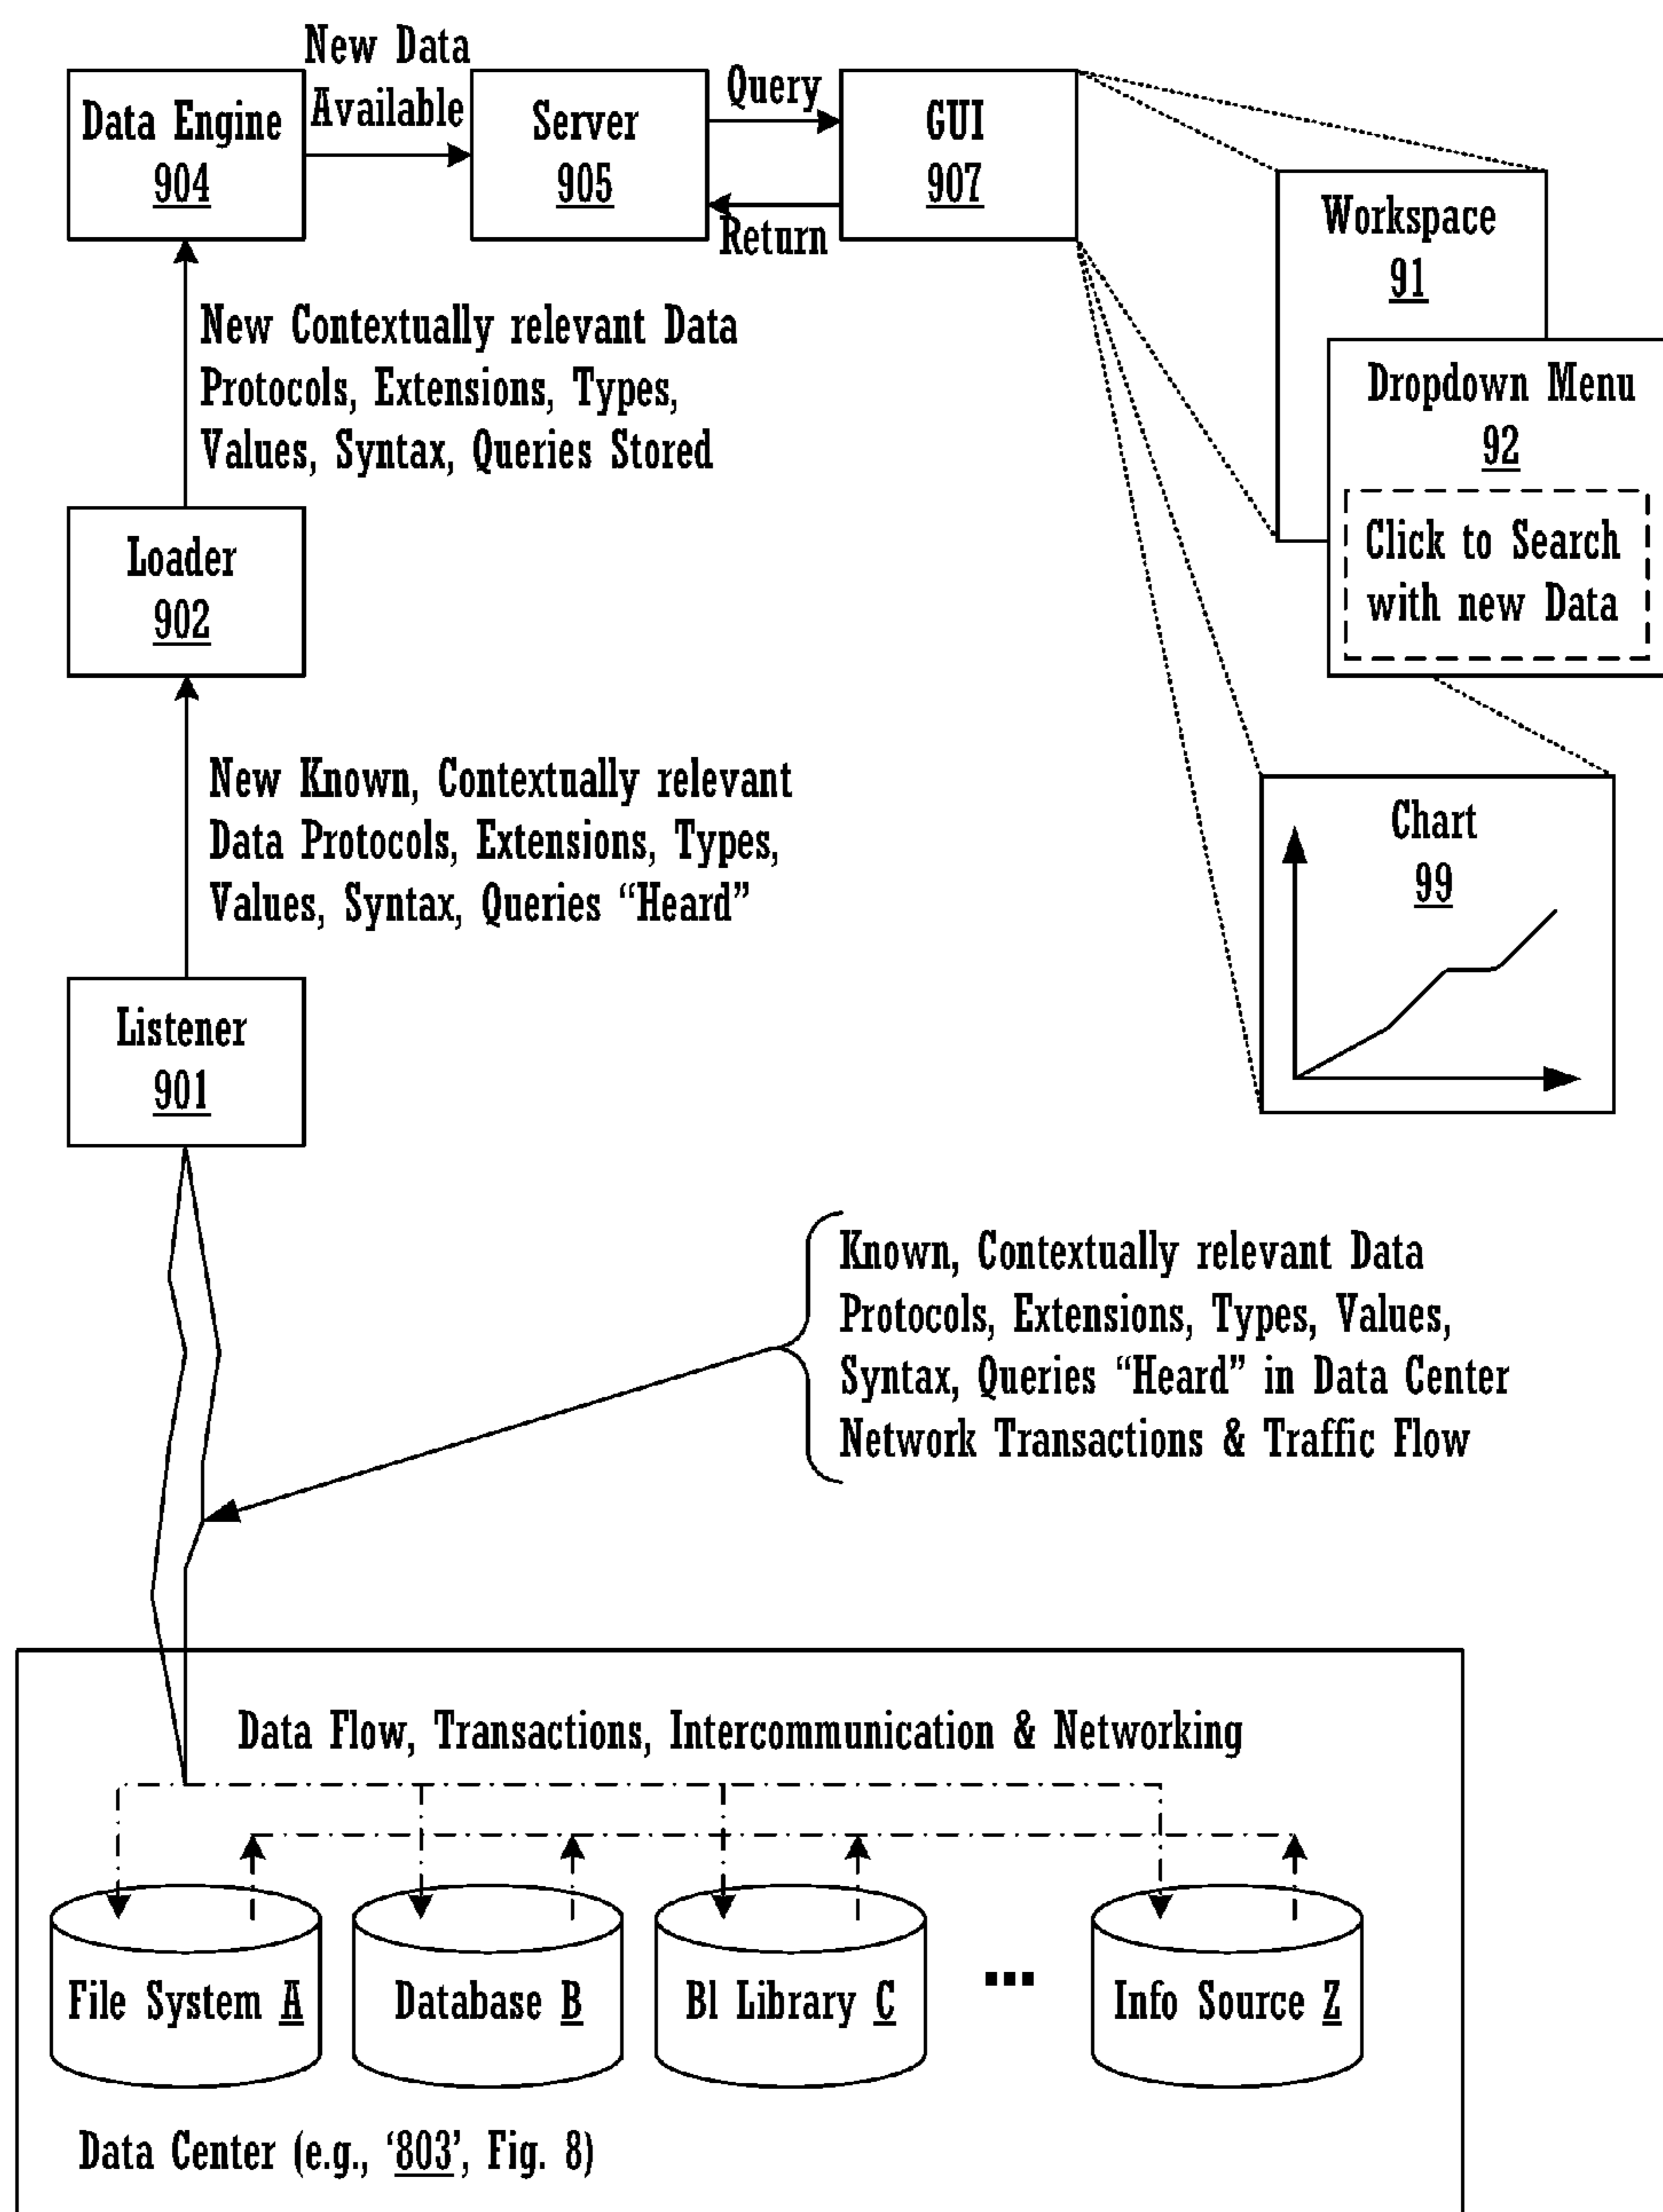 New Data
Available
Data Engine
904
Server
905
Query
Return
GUI
907
Workspace
91
Dropdown Menu
92
Click to Search
with new Data
New Contextually relevant Data
Protocols, Extensions, Types,
Values, Syntax, Queries Stored
Loader
902
New Known, Contextually relevant
Data Protocols, Extensions, Types,
Values, Syntax, Queries “Heard”
Chart
99
Listener
901
Known, Contextually relevant Data
Protocols, Extensions, Types, Values,
Syntax, Queries “Heard” in Data Center
Network Transactions & Traffic Flow
Data Flow, Transactions, Intercommunication & Networking
File System A
Database B
Bl Library C
...
Info Source Z
Data Center (e.g., ‘803’, Fig. 8)